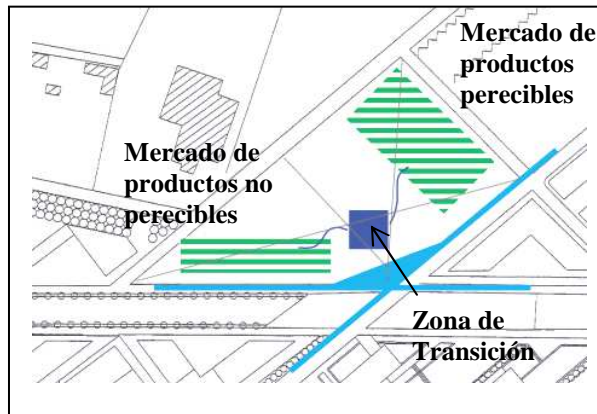 Mercado de
productos
perecibles
Mercado de
productos no
perecibles
Zona de
Transición